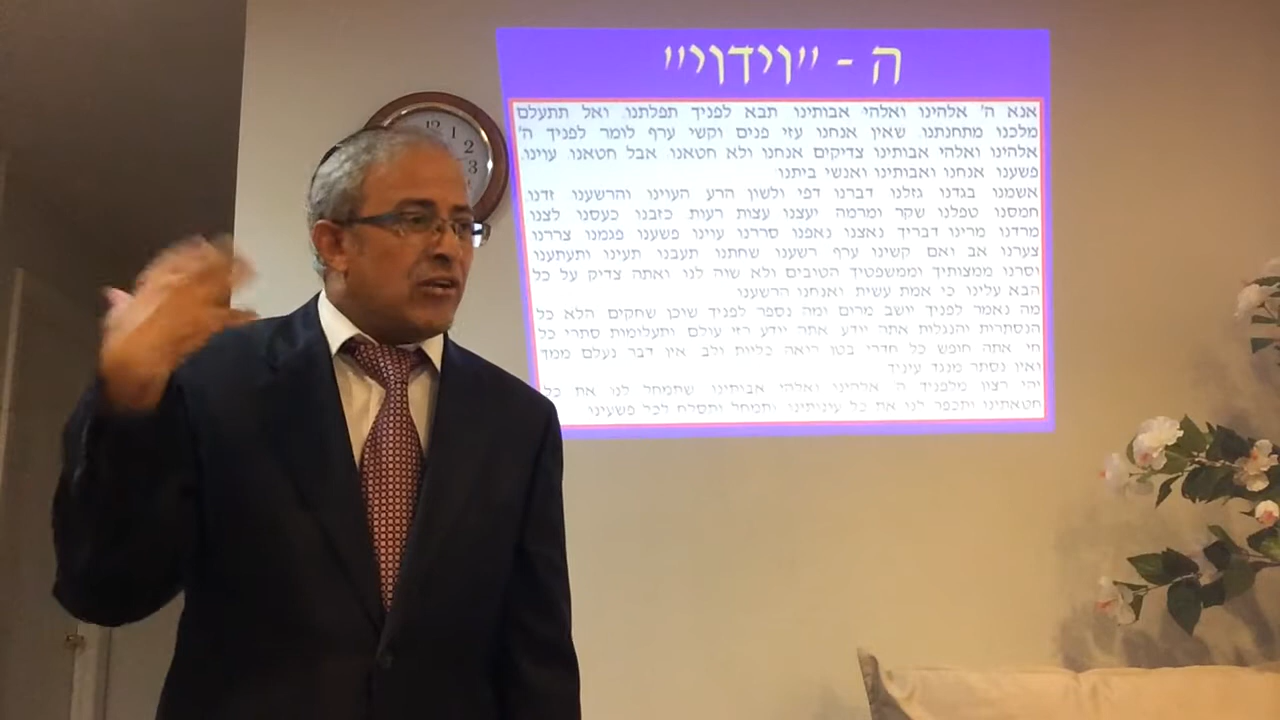 ה - "וידוי"
אנא ה' אלהינו ואלהי אבותינו תבא לפניך תפלתנו. ואל תתעלם
מלכנו מתחנתנו. שאין אנחנו עזי פנים וקשי ערף לומר לפניך ה'
אלהינו ואלהי אבותינו צדיקים אנחנו ולא חטאנו. אבל חטאנו. עוינו.
פשענו. אנחנו ואבותינו ואנשי ביתנו:
אשמנו. בגדנו. גזלנו. דברנו דפי ולשון הרע. העוינו. והרשענו. זדנו.
חמסנו. טפלנו שקר ומרמה. יעצנו עצות רעות. כזבנו. כעסנו. לצנו.
מרדנו. מרינו דבריך. נאצנו. נאפנו. סררנו. עוינו. פשענו. פגמנו. צררנו.
צערנו אב ואם. קשינו ערף. רשענו. שחתנו. תעבנו. תעינו ותעתענו.
וסרנו ממצותיך וממשפטיך הטובים ולא שוה לנו. ואתה צדיק על כל
הבא עלינו. כי אמת עשית. ואנחנו הרשענו:
מה נאמר לפניך יושב מרום. ומה נספר לפניך שוכן שחקים. הלא כל
הנסתרות והנגלות אתה יודע. אתה יודע רזי עולם. ותעלומות סתרי כל
חי. אתה חופש כל חדרי בטן. רואה כליות ולב. אין דבר נעלם ממך
ואין נסתר מנגד עיניך
יהי רצון מלפניך ה' אלהינו ואלהי אבותינו. שתמחל לנו את כל
חטאתינו. ותכפר לנו את כל עונותינו. ותמחל ותסלח לכל פשעינו
12
1
2
3